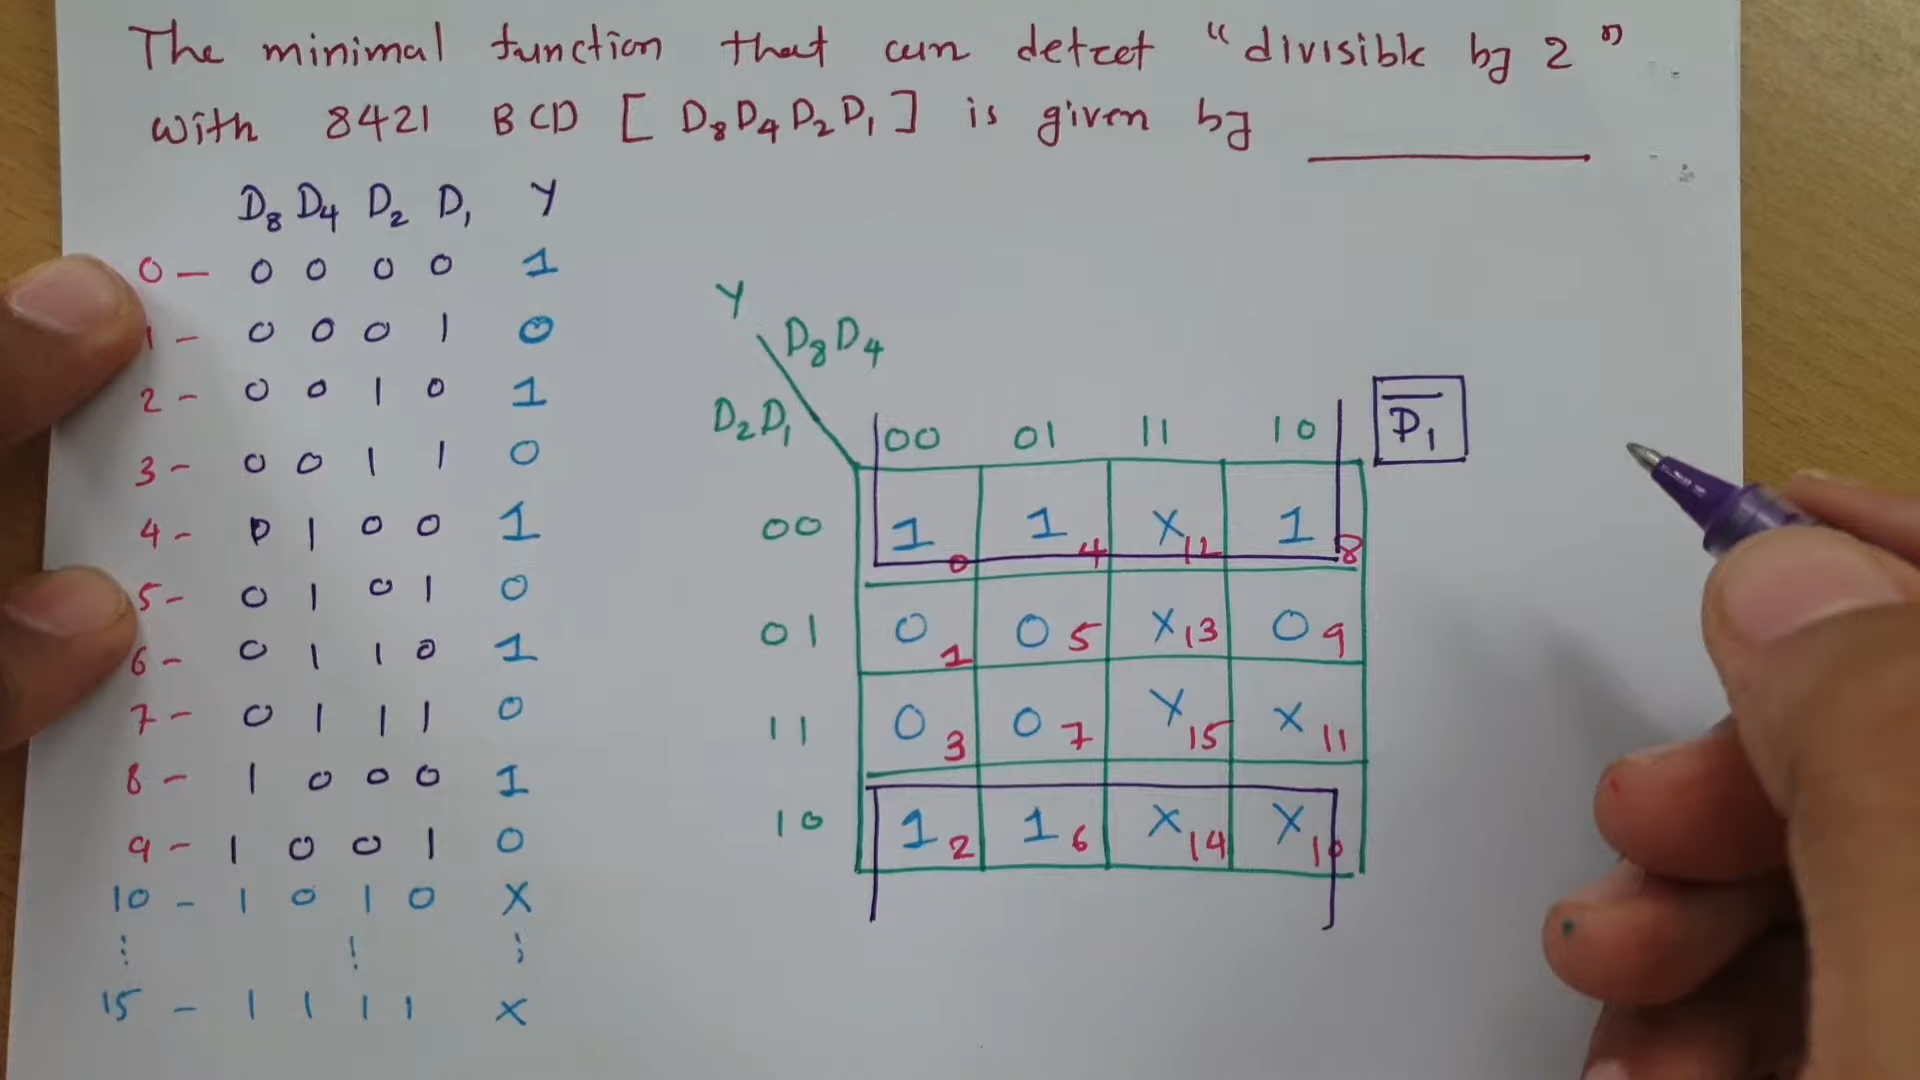 The minimal function that can detect "divisible by 2"
with 8421 BCD [ D₈D₄D₂D₁ ] is given by ______
D₈ D₄ D₂ D₁ Y
0 – 0 0 0 0 1
1 – 0 0 0 1 0
2 – 0 0 1 0 1
3 – 0 0 1 1 0
4 – 0 1 0 0 1
5 – 0 1 0 1 0
6 – 0 1 1 0 1
7 – 0 1 1 1 0
8 – 1 0 0 0 1
9 – 1 0 0 1 0
10 – 1 0 1 0 X
⋮ ⋮ ⋮
15 – 1 1 1 1 X
Y
D₈D₄
D₂D₁
00 01 11 10
D̅₁
00 1 0 1 4 X 12 1 8
01 0 1 0 5 X 13 0 9
11 0 3 0 7 X 15 X 11
10 1 2 1 6 X 14 X 10